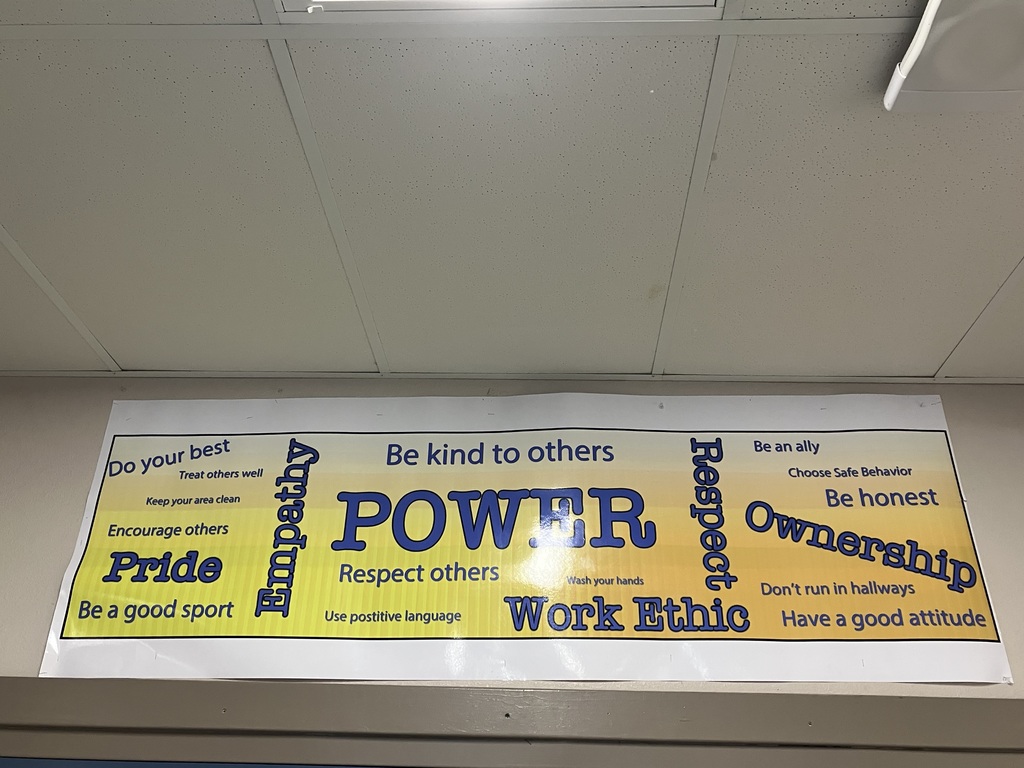 Do your best
Treat others well
Keep your area clean
Encourage others
Pride
Be a good sport
Empathy
Be kind to others
POWER
Respect others
Wash your hands
Use postitive language
Work Ethic
Respect
Be an ally
Choose Safe Behavior
Be honest
Ownership
Don't run in hallways
Have a good attitude